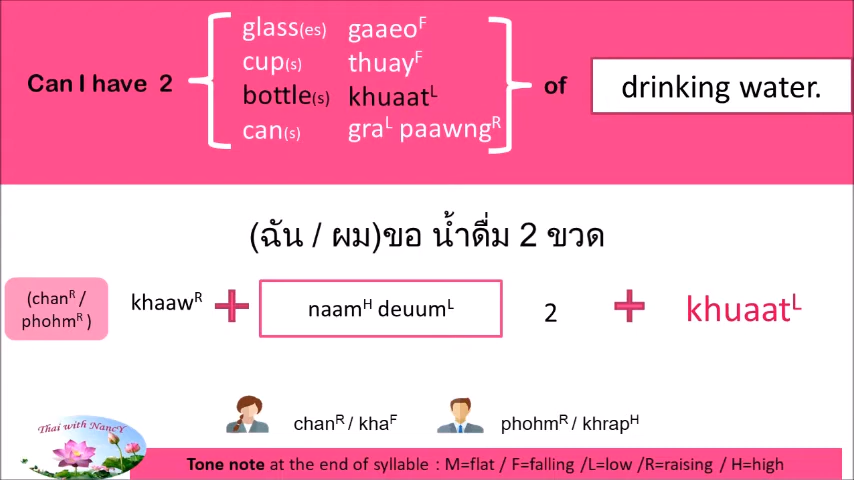 glass(es) gaaeoF
cup(s) thuayF
Can I have 2 bottle(s) khuaatL of drinking water.
can(s) graL paawngR
(ฉัน / ผม)ขอ น้ำดื่ม 2 ขวด
(chanR / phohmR ) khaawR + naamH deuumL 2 + khuaatL
chanR / khaF phohmR / khrapH
Thai with NancY
Tone note at the end of syllable : M=flat / F=falling /L=low /R=raising / H=high